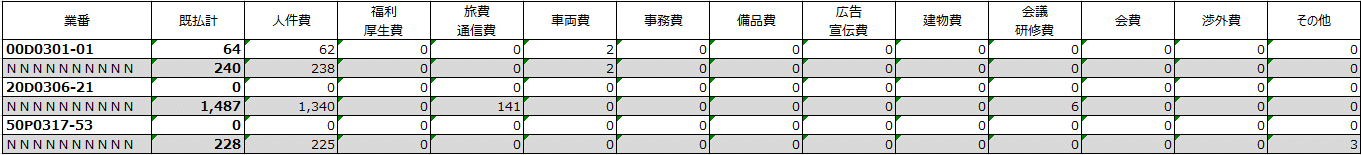 業番 既払計 人件費 福利厚生費 旅費通信費 車両費 事務費 備品費 広告宣伝費 建物費 会議研修費 会費 渉外費 その他
00D0301-01 64 62 0 0 2 0 0 0 0 0 0 0 0
NNNNNNNNNN 240 238 0 0 2 0 0 0 0 0 0 0 0
20D0306-21 0 0 0 0 0 0 0 0 0 0 0 0 0
NNNNNNNNNN 1,487 1,340 0 141 0 0 0 0 0 6 0 0 0
50P0317-53 0 0 0 0 0 0 0 0 0 0 0 0 0
NNNNNNNNNN 228 225 0 0 0 0 0 0 0 0 0 0 3